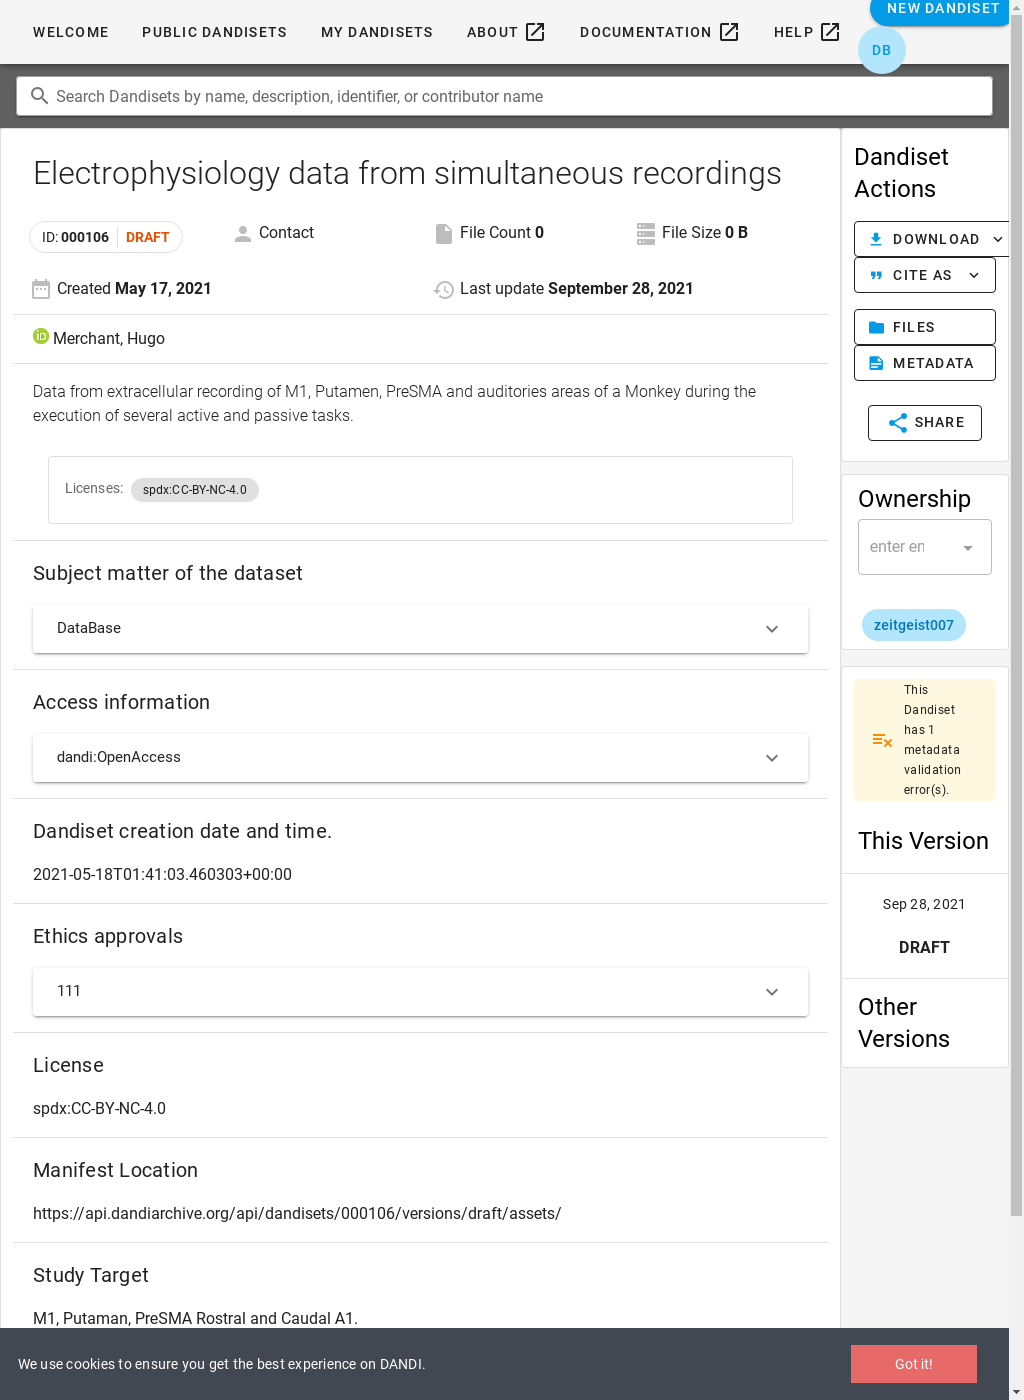 WELCOME
PUBLIC DANDISETS
MY DANDISETS
ABOUT
DOCUMENTATION
HELP
NEW DANDISET
DB
Search Dandisets by name, description, identifier, or contributor name
Electrophysiology data from simultaneous recordings
ID: 000106 DRAFT
Contact
File Count 0
File Size 0 B
Created May 17, 2021
Last update September 28, 2021
iD Merchant, Hugo
Data from extracellular recording of M1, Putamen, PreSMA and auditories areas of a Monkey during the
execution of several active and passive tasks.
Licenses: spdx:CC-BY-NC-4.0
Subject matter of the dataset
DataBase
Access information
dandi:OpenAccess
Dandiset creation date and time.
2021-05-18T01:41:03.460303+00:00
Ethics approvals
111
License
spdx:CC-BY-NC-4.0
Manifest Location
https://api.dandiarchive.org/api/dandisets/000106/versions/draft/assets/
Study Target
M1, Putaman, PreSMA Rostral and Caudal A1.
Dandiset
Actions
DOWNLOAD
CITE AS
FILES
METADATA
SHARE
Ownership
enter en
zeitgeist007
This
Dandiset
has 1
metadata
validation
error(s).
This Version
Sep 28, 2021
DRAFT
Other
Versions
We use cookies to ensure you get the best experience on DANDI.
Got it!